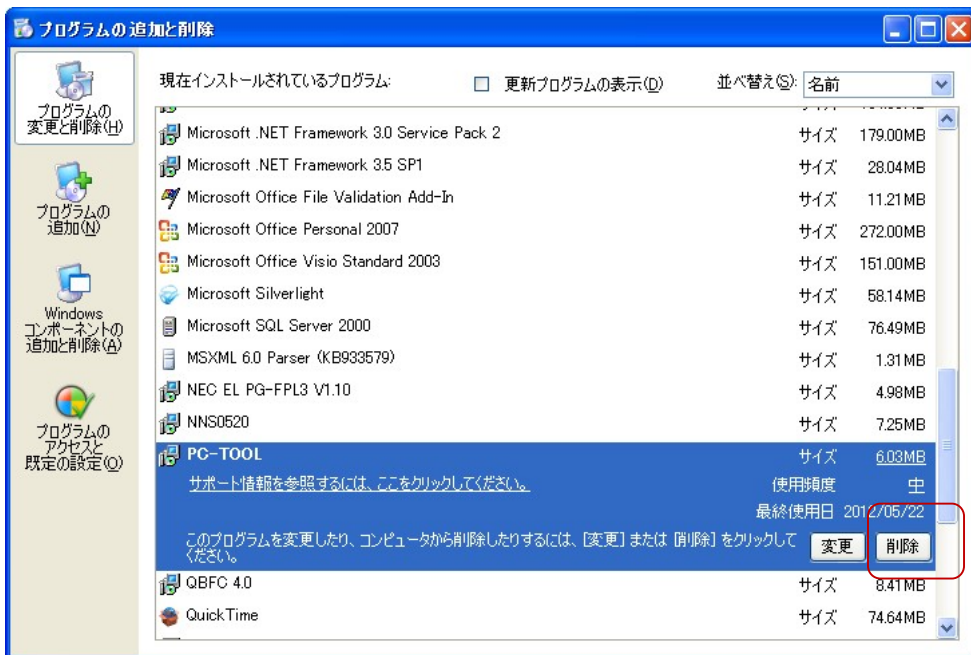 プログラムの追加と削除
プログラムの
変更と削除(H)
プログラムの
追加(N)
Windows
コンポーネントの
追加と削除(A)
プログラムの
アクセスと
既定の設定(O)
現在インストールされているプログラム: 更新プログラムの表示(D) 並べ替え(S): 名前
Microsoft .NET Framework 3.0 Service Pack 2 サイズ 179.00MB
Microsoft .NET Framework 3.5 SP1 サイズ 28.04MB
Microsoft Office File Validation Add-In サイズ 11.21MB
Microsoft Office Personal 2007 サイズ 272.00MB
Microsoft Office Visio Standard 2003 サイズ 151.00MB
Microsoft Silverlight サイズ 58.14MB
Microsoft SQL Server 2000 サイズ 76.49MB
MSXML 6.0 Parser (KB933579) サイズ 1.31MB
NEC EL PG-FPL3 V1.10 サイズ 4.98MB
NNS0520 サイズ 7.25MB
PC-TOOL サイズ 6.03MB
サポート情報を参照するには、ここをクリックしてください。 使用頻度 中
最終使用日 2012/05/22
このプログラムを変更したり、コンピュータから削除したりするには、[変更] または [削除] をクリックして
ください。 変更 削除
QBFC 4.0 サイズ 8.41MB
QuickTime サイズ 74.64MB